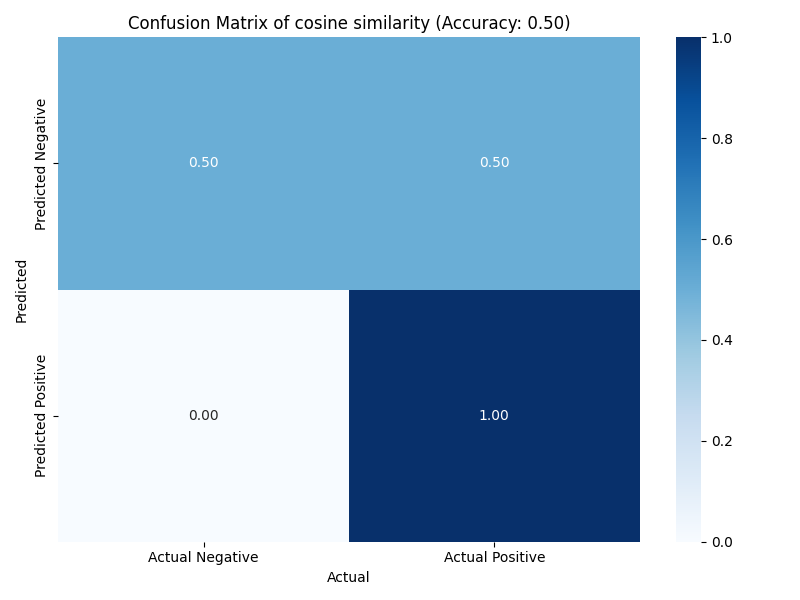 Confusion Matrix of cosine similarity (Accuracy: 0.50)
Predicted
Predicted Negative
Predicted Positive
0.50
0.50
0.00
1.00
Actual Negative
Actual Positive
Actual
1.0
0.8
0.6
0.4
0.2
0.0